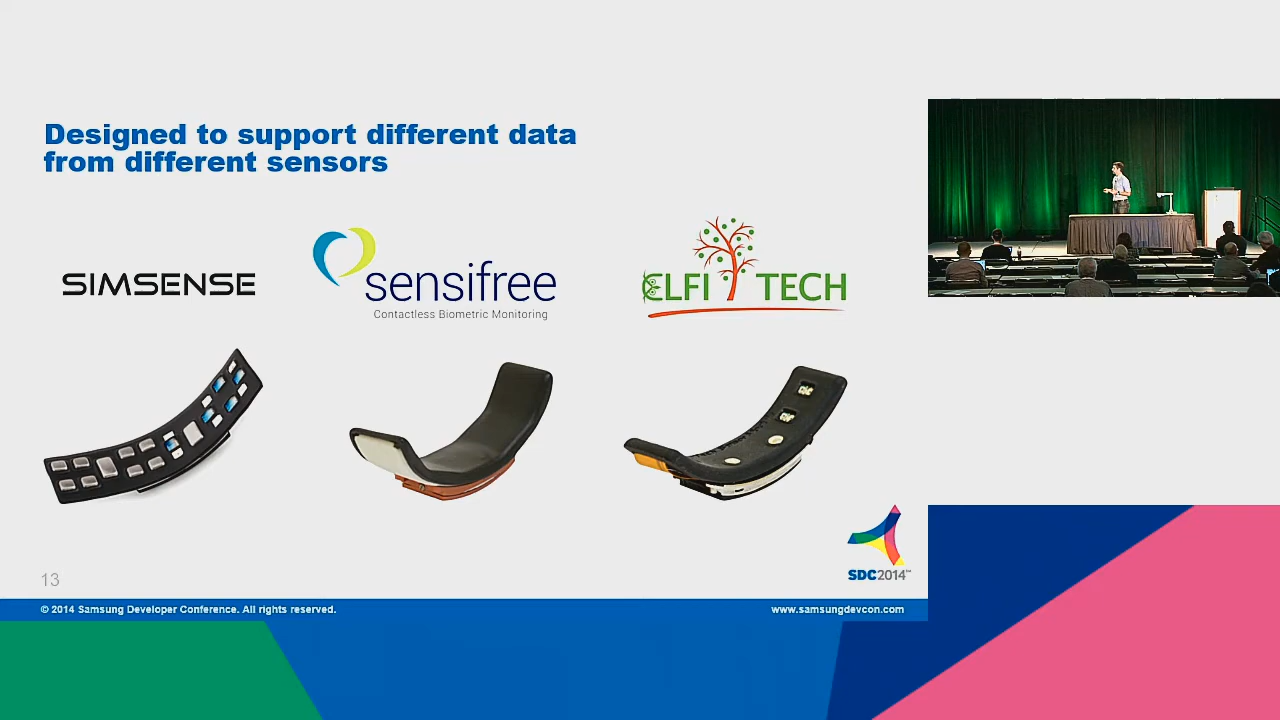 Designed to support different data
from different sensors
SIMSENSE
sensifree
Contactless Biometric Monitoring
ELFI TECH
SDC2014™
13
© 2014 Samsung Developer Conference. All rights reserved.
www.samsungdevcon.com